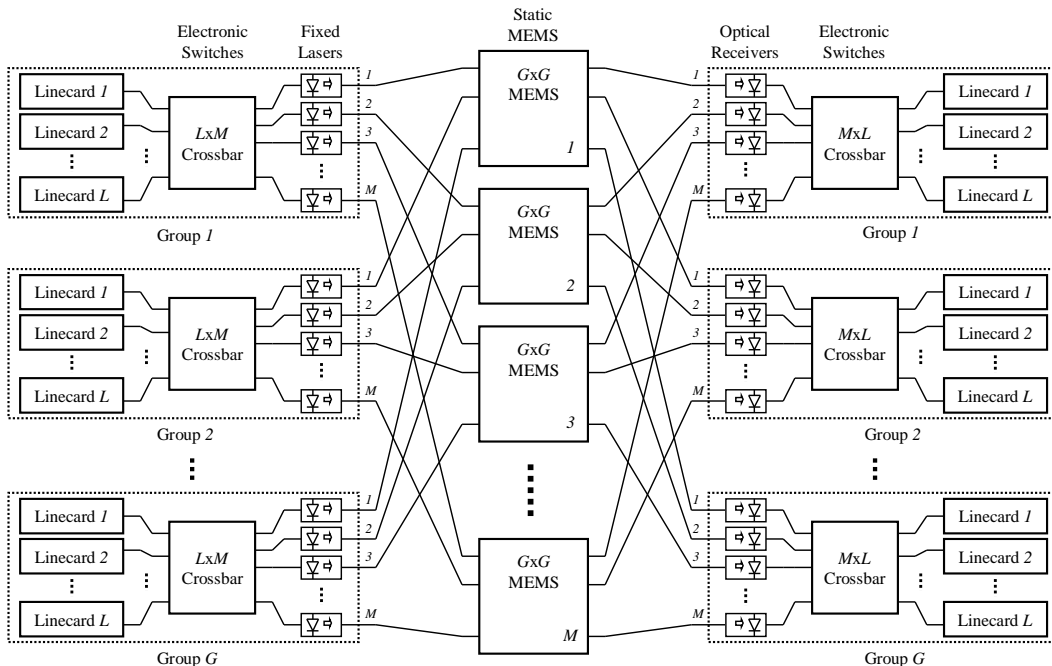 Static
MEMS
Electronic
Switches
Fixed
Lasers
Optical
Receivers
Electronic
Switches
Linecard 1
Linecard 2
Linecard L
LxM
Crossbar
1
2
3
M
Group 1
Linecard 1
Linecard 2
Linecard L
LxM
Crossbar
1
2
3
M
Group 2
Linecard 1
Linecard 2
Linecard L
LxM
Crossbar
1
2
3
M
Group G
GxG
MEMS
1
GxG
MEMS
2
GxG
MEMS
3
GxG
MEMS
M
1
2
3
M
MxL
Crossbar
Linecard 1
Linecard 2
Linecard L
Group 1
1
2
3
M
MxL
Crossbar
Linecard 1
Linecard 2
Linecard L
Group 2
1
2
3
M
MxL
Crossbar
Linecard 1
Linecard 2
Linecard L
Group G